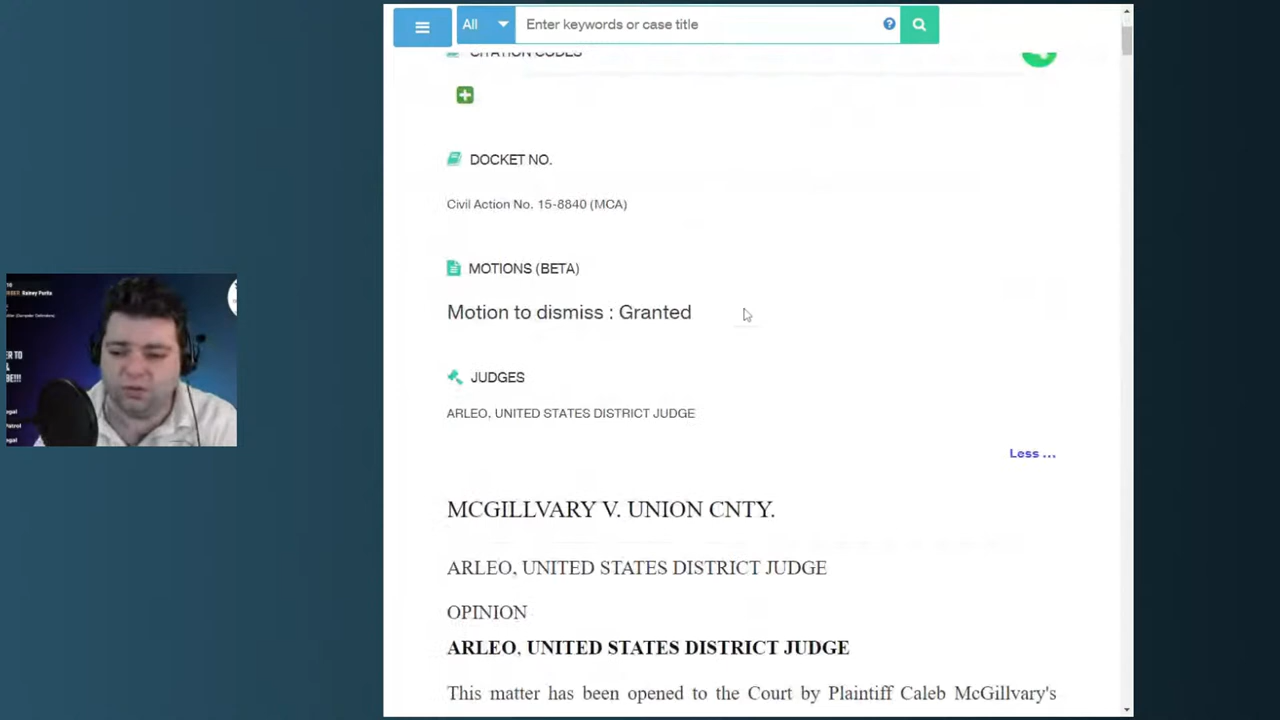 All
Enter keywords or case title
CITATION CODES
DOCKET NO.
Civil Action No. 15-8840 (MCA)
MOTIONS (BETA)
Motion to dismiss : Granted
JUDGES
ARLEO, UNITED STATES DISTRICT JUDGE
Less ...
MCGILLVARY V. UNION CNTY.
ARLEO, UNITED STATES DISTRICT JUDGE
OPINION
ARLEO, UNITED STATES DISTRICT JUDGE
This matter has been opened to the Court by Plaintiff Caleb McGillvary's